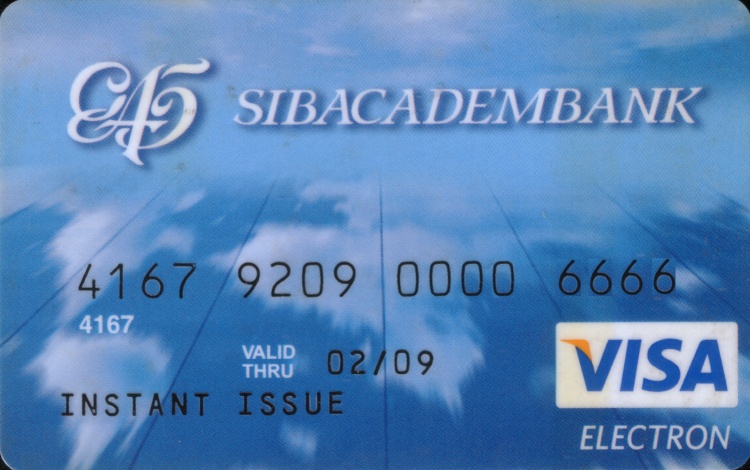 САБ SIBACADEMBANK
4167 9209 0000 6666
4167
VALID THRU 02/09
INSTANT ISSUE
VISA
ELECTRON